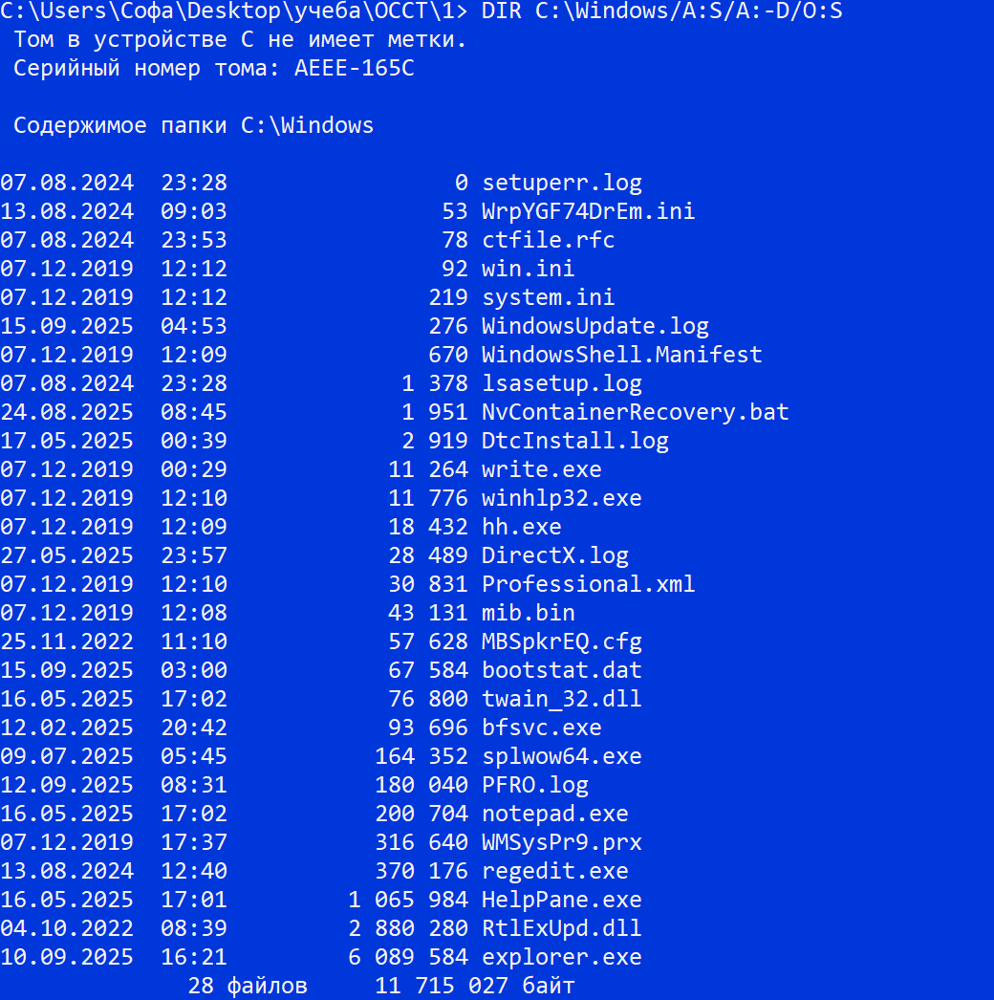 C:\Users\Софа\Desktop\учеба\ОССТ\1> DIR C:\Windows/A:S/A:-D/O:S
Том в устройстве C не имеет метки.
Серийный номер тома: AEEE-165C
Содержимое папки C:\Windows
07.08.2024  23:28                 0 setuperr.log
13.08.2024  09:03                53 WrpYGF74DrEm.ini
07.08.2024  23:53                78 ctfile.rfc
07.12.2019  12:12                92 win.ini
07.12.2019  12:12               219 system.ini
15.09.2025  04:53               276 WindowsUpdate.log
07.12.2019  12:09               670 WindowsShell.Manifest
07.08.2024  23:28             1 378 lsasetup.log
24.08.2025  08:45             1 951 NvContainerRecovery.bat
17.05.2025  00:39             2 919 DtcInstall.log
07.12.2019  00:29            11 264 write.exe
07.12.2019  12:10            11 776 winhlp32.exe
07.12.2019  12:09            18 432 hh.exe
27.05.2025  23:57            28 489 DirectX.log
07.12.2019  12:10            30 831 Professional.xml
07.12.2019  12:08            43 131 mib.bin
25.11.2022  11:10            57 628 MBSpkrEQ.cfg
15.09.2025  03:00            67 584 bootstat.dat
16.05.2025  17:02            76 800 twain_32.dll
12.02.2025  20:42            93 696 bfsvc.exe
09.07.2025  05:45           164 352 splwow64.exe
12.09.2025  08:31           180 040 PFRO.log
16.05.2025  17:02           200 704 notepad.exe
07.12.2019  17:37           316 640 WMSysPr9.prx
13.08.2024  12:40           370 176 regedit.exe
16.05.2025  17:01         1 065 984 HelpPane.exe
04.10.2022  08:39         2 880 280 RtlExUpd.dll
10.09.2025  16:21         6 089 584 explorer.exe
28 файлов     11 715 027 байт